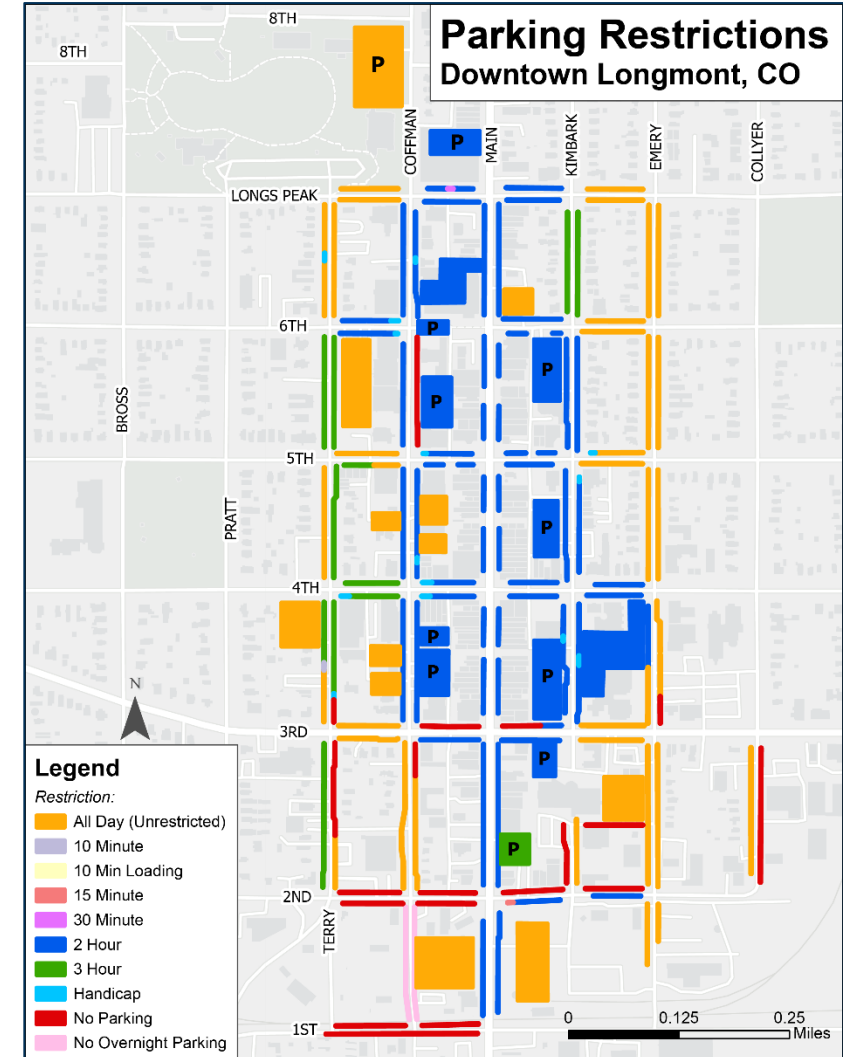 Parking Restrictions
Downtown Longmont, CO
8TH
8TH
P
P
COFFMAN
MAIN
KIMBARK
EMERY
COLLYER
LONGS PEAK
6TH
P
P
P
BROSS
5TH
PRATT
P
4TH
P
P
P
N
3RD
P
P
2ND
TERRY
1ST
Legend
Restriction:
All Day (Unrestricted)
10 Minute
10 Min Loading
15 Minute
30 Minute
2 Hour
3 Hour
Handicap
No Parking
No Overnight Parking
0 0.125 0.25
Miles